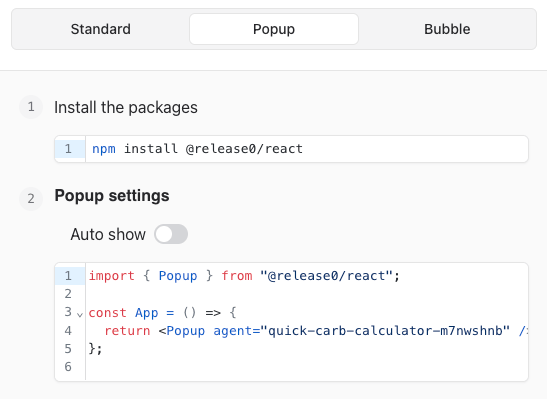 Standard
Popup
Bubble
1 Install the packages
1 npm install @release0/react
2 Popup settings
Auto show
1 import { Popup } from "@release0/react";
2
3 const App = () => {
4 return <Popup agent="quick-carb-calculator-m7nwshnb" />
5 };
6